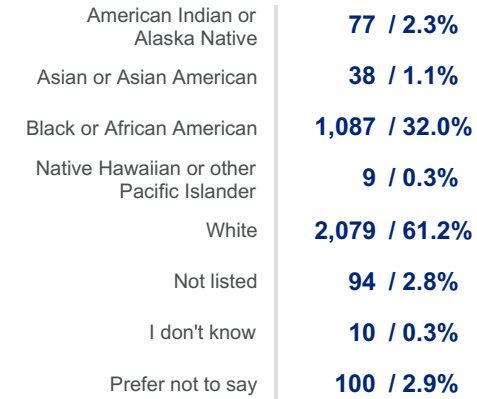 American Indian or
Alaska Native
77 / 2.3%
Asian or Asian American
38 / 1.1%
Black or African American
1,087 / 32.0%
Native Hawaiian or other
Pacific Islander
9 / 0.3%
White
2,079 / 61.2%
Not listed
94 / 2.8%
I don't know
10 / 0.3%
Prefer not to say
100 / 2.9%